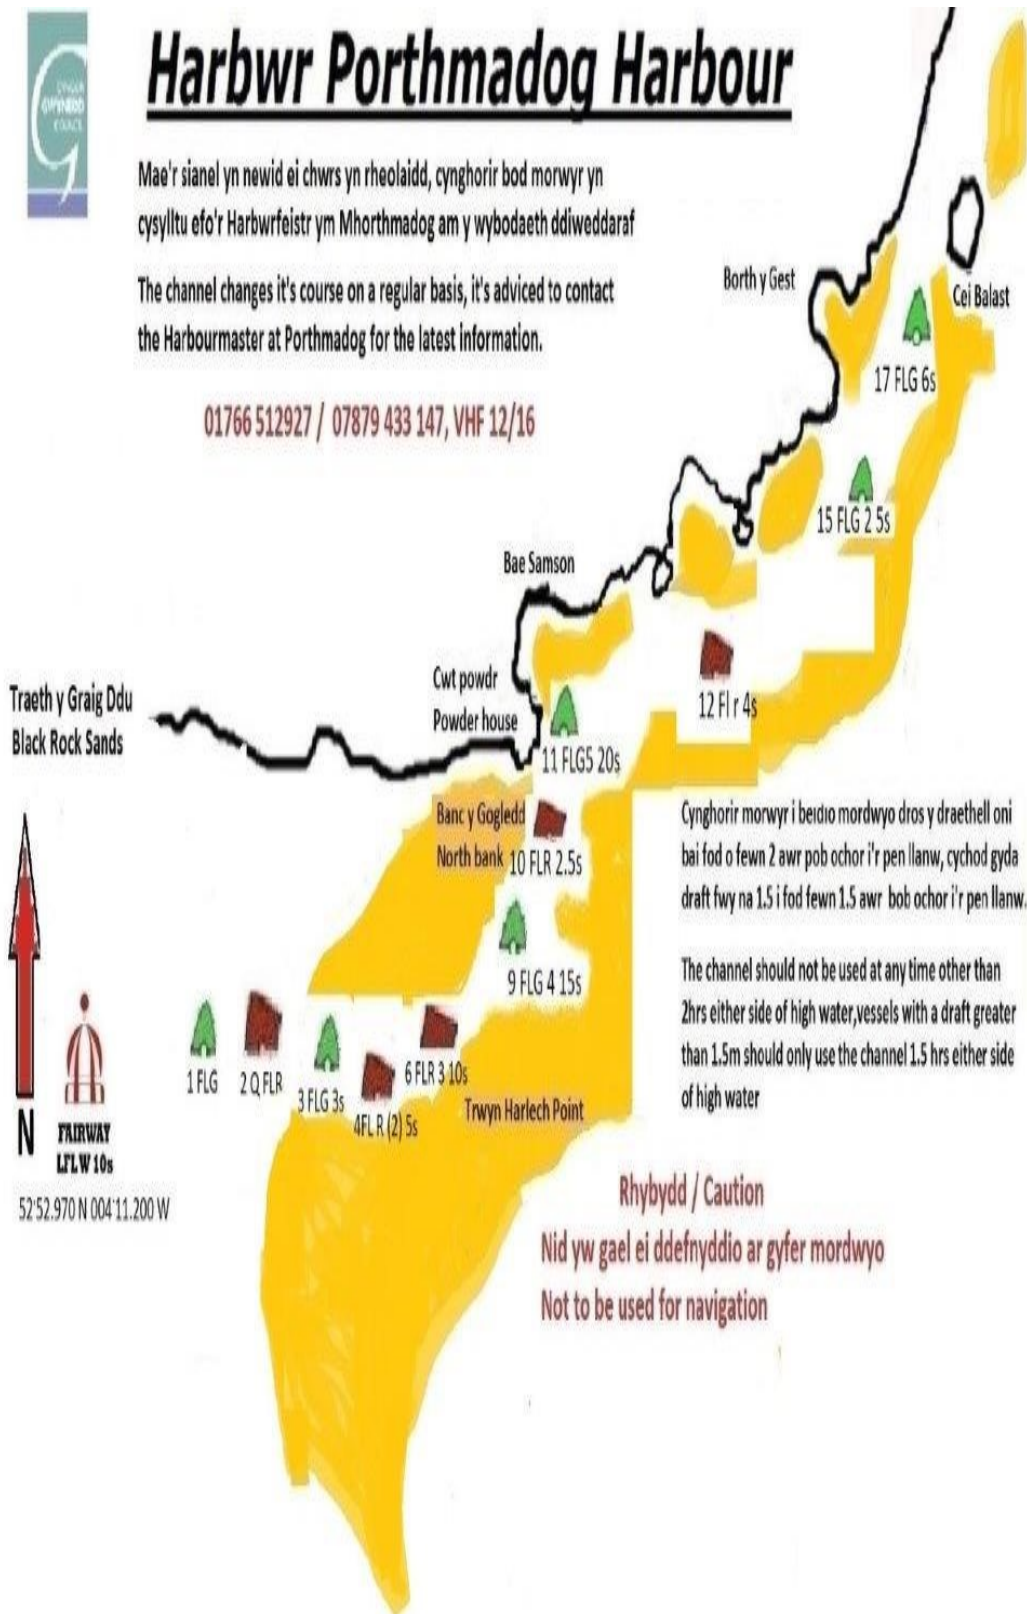 CYNGOR
GWYNEDD
COUNCIL
Harbwr Porthmadog Harbour
Mae'r sianel yn newid ei chwrs yn rheolaidd, cynghorir bod morwyr yn
cysylltu efo'r Harbwrfeistr ym Mhorthmadog am y wybodaeth ddiweddaraf
The channel changes it's course on a regular basis, it's adviced to contact
the Harbourmaster at Porthmadog for the latest information.
01766 512927 / 07879 433 147, VHF 12/16
Borth y Gest
Cei Balast
17 FLG 6s
15 FLG 2 5s
Bae Samson
Cwt powdr
Powder house
12 Fl r 4s
Traeth y Graig Ddu
Black Rock Sands
11 FLG5 20s
Banc y Gogledd
North bank
10 FLR 2.5s
Cynghorir morwyr i beidio mordwyo dros y draethell oni
bai fod o fewn 2 awr pob ochor i'r pen llanw, cychod gyda
draft fwy na 1.5 i fod fewn 1.5 awr bob ochor i'r pen llanw.
9 FLG 4 15s
The channel should not be used at any time other than
2hrs either side of high water,vessels with a draft greater
than 1.5m should only use the channel 1.5 hrs either side
of high water
1 FLG
2 Q FLR
3 FLG 3s
4FL R (2) 5s
6 FLR 3 10s
Trwyn Harlech Point
N
FAIRWAY
LFLW 10s
52'52.970 N 004'11.200 W
Rhybydd / Caution
Nid yw gael ei ddefnyddio ar gyfer mordwyo
Not to be used for navigation